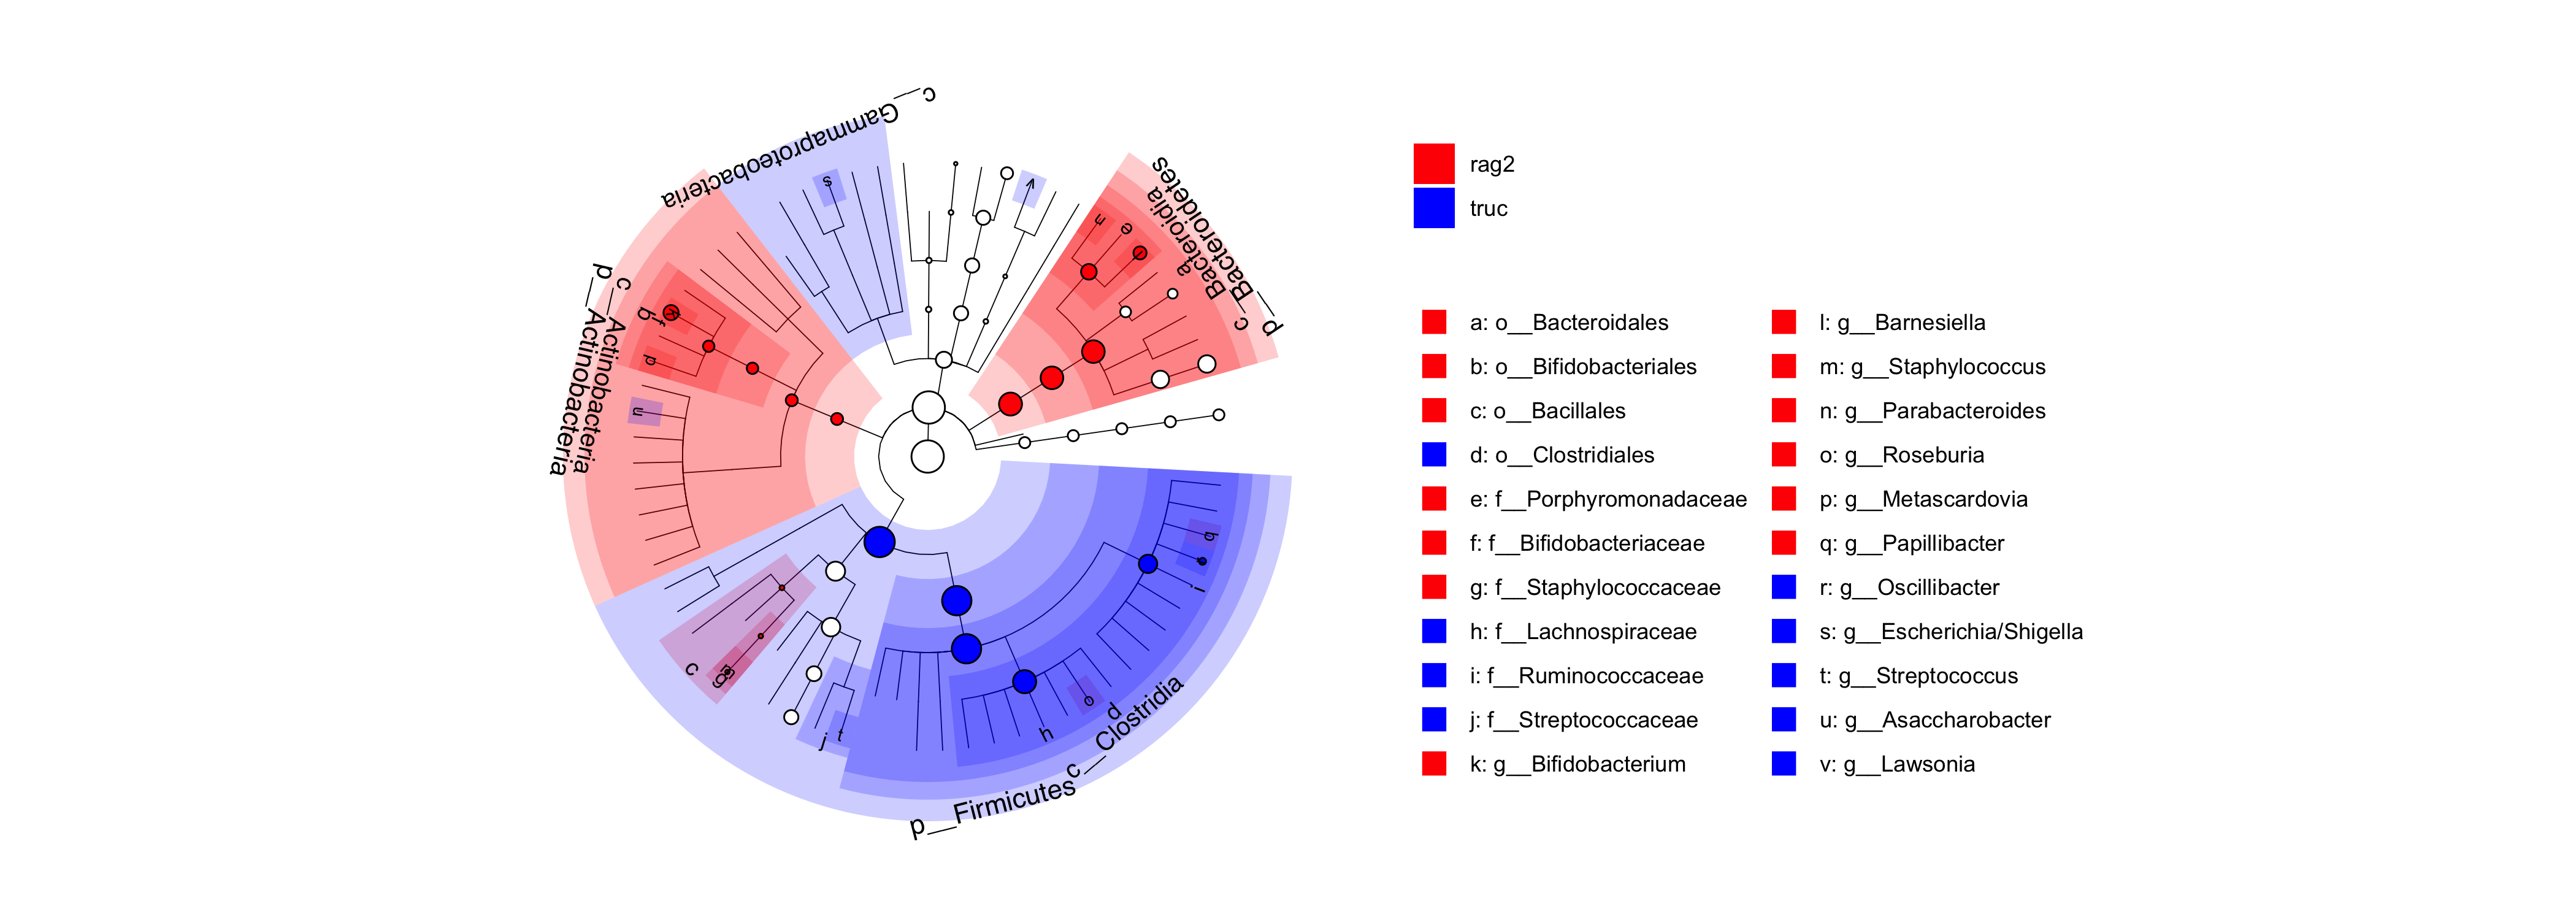 c__Gammaproteobacteria
p__Actinobacteria
c__Actinobacteria
p__Bacteroidetes
c__Bacteroidia
c__Clostridia
p__Firmicutes
s
v
e
a
k
f
b
p
u
c
g
j
t
h
o
d
i
q
rag2
truc
a: o__Bacteroidales
b: o__Bifidobacteriales
c: o__Bacillales
d: o__Clostridiales
e: f__Porphyromonadaceae
f: f__Bifidobacteriaceae
g: f__Staphylococcaceae
h: f__Lachnospiraceae
i: f__Ruminococcaceae
j: f__Streptococcaceae
k: g__Bifidobacterium
l: g__Barnesiella
m: g__Staphylococcus
n: g__Parabacteroides
o: g__Roseburia
p: g__Metascardovia
q: g__Papillibacter
r: g__Oscillibacter
s: g__Escherichia/Shigella
t: g__Streptococcus
u: g__Asaccharobacter
v: g__Lawsonia